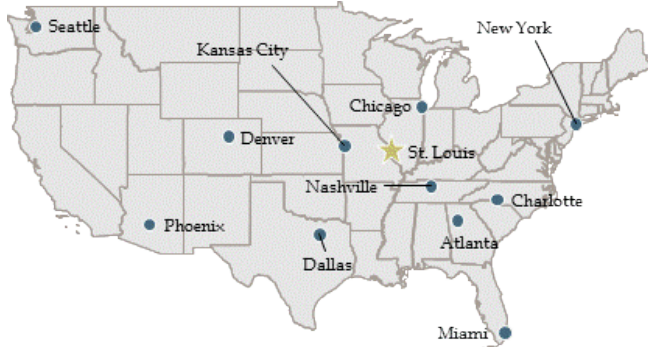 Seattle
New York
Kansas City
Chicago
Denver
St. Louis
Nashville
Charlotte
Phoenix
Atlanta
Dallas
Miami